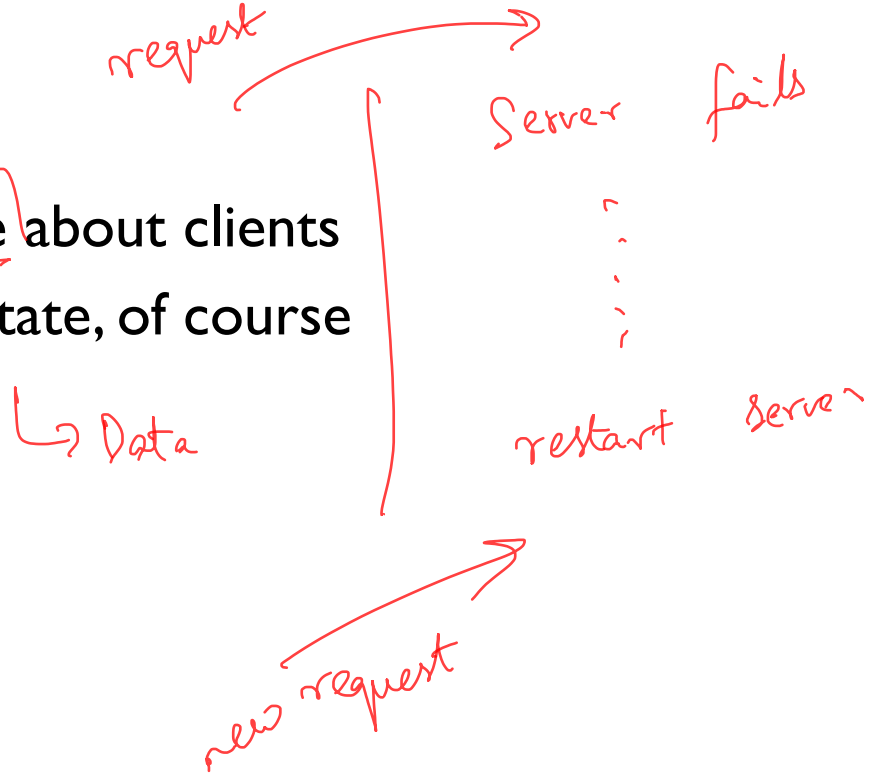 request
Server fails
about clients
tate, of course
Data
restart server
new request